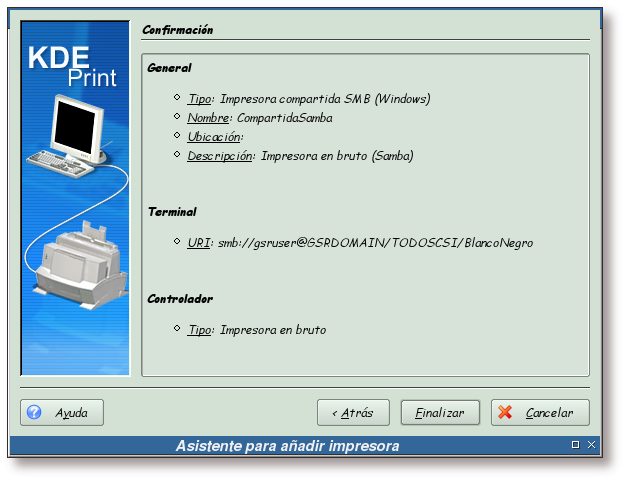 KDE
Print
Confirmación
General
Tipo: Impresora compartida SMB (Windows)
Nombre: CompartidaSamba
Ubicación:
Descripción: Impresora en bruto (Samba)
Terminal
URI: smb://gsruser@GSRDOMAIN/TODOSCSI/BlancoNegro
Controlador
Tipo: Impresora en bruto
Ayuda
< Atrás
Finalizar
Cancelar
Asistente para añadir impresora